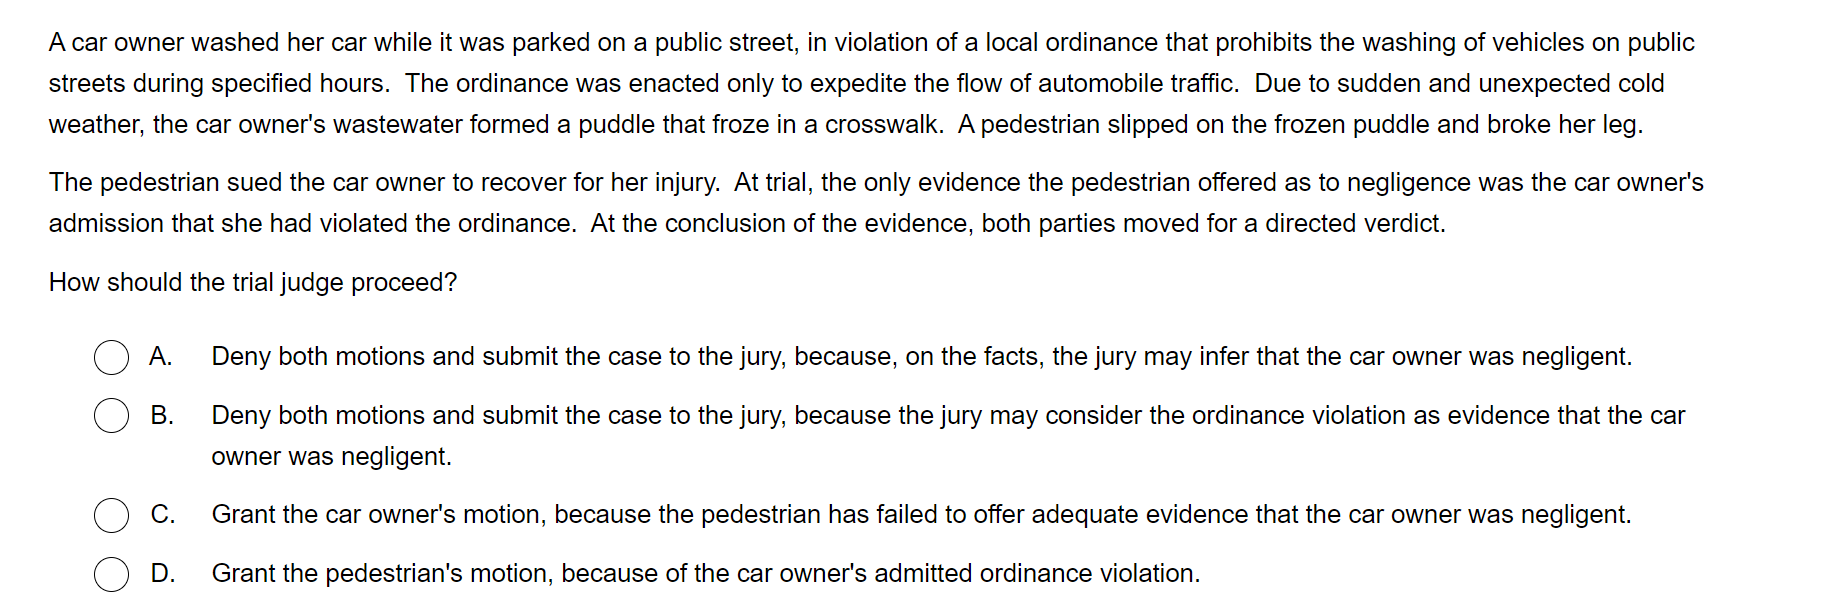 A car owner washed her car while it was parked on a public street, in violation of a local ordinance that prohibits the washing of vehicles on public
streets during specified hours.  The ordinance was enacted only to expedite the flow of automobile traffic.  Due to sudden and unexpected cold
weather, the car owner's wastewater formed a puddle that froze in a crosswalk.  A pedestrian slipped on the frozen puddle and broke her leg.
The pedestrian sued the car owner to recover for her injury.  At trial, the only evidence the pedestrian offered as to negligence was the car owner's
admission that she had violated the ordinance.  At the conclusion of the evidence, both parties moved for a directed verdict.
How should the trial judge proceed?
A. Deny both motions and submit the case to the jury, because, on the facts, the jury may infer that the car owner was negligent.
B. Deny both motions and submit the case to the jury, because the jury may consider the ordinance violation as evidence that the car
owner was negligent.
C. Grant the car owner's motion, because the pedestrian has failed to offer adequate evidence that the car owner was negligent.
D. Grant the pedestrian's motion, because of the car owner's admitted ordinance violation.